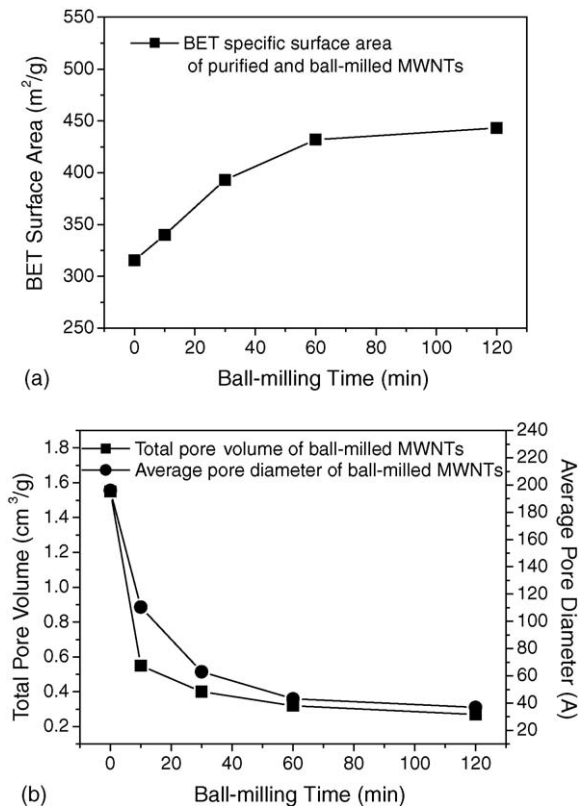 550
500
450
400
350
300
250
BET Surface Area (m²/g)
BET specific surface area
of purified and ball-milled MWNTs
0 20 40 60 80 100 120
(a) Ball-milling Time (min)
1.8
1.6
1.4
1.2
1.0
0.8
0.6
0.4
0.2
Total Pore Volume (cm³/g)
Total pore volume of ball-milled MWNTs
Average pore diameter of ball-milled MWNTs
240
220
200
180
160
140
120
100
80
60
40
20
Average Pore Diameter (A)
0 20 40 60 80 100 120
(b) Ball-milling Time (min)